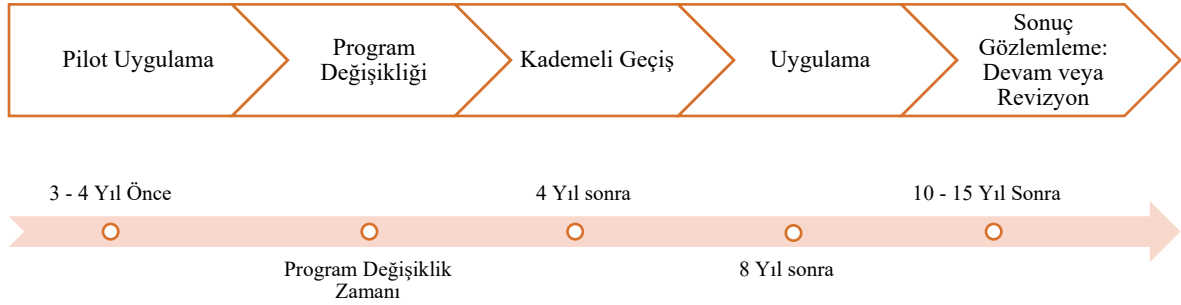 Pilot Uygulama
Program
Değişikliği
Kademeli Geçiş
Uygulama
Sonuç
Gözlemleme:
Devam veya
Revizyon
3 - 4 Yıl Önce
Program Değişiklik
Zamanı
4 Yıl sonra
8 Yıl sonra
10 - 15 Yıl Sonra